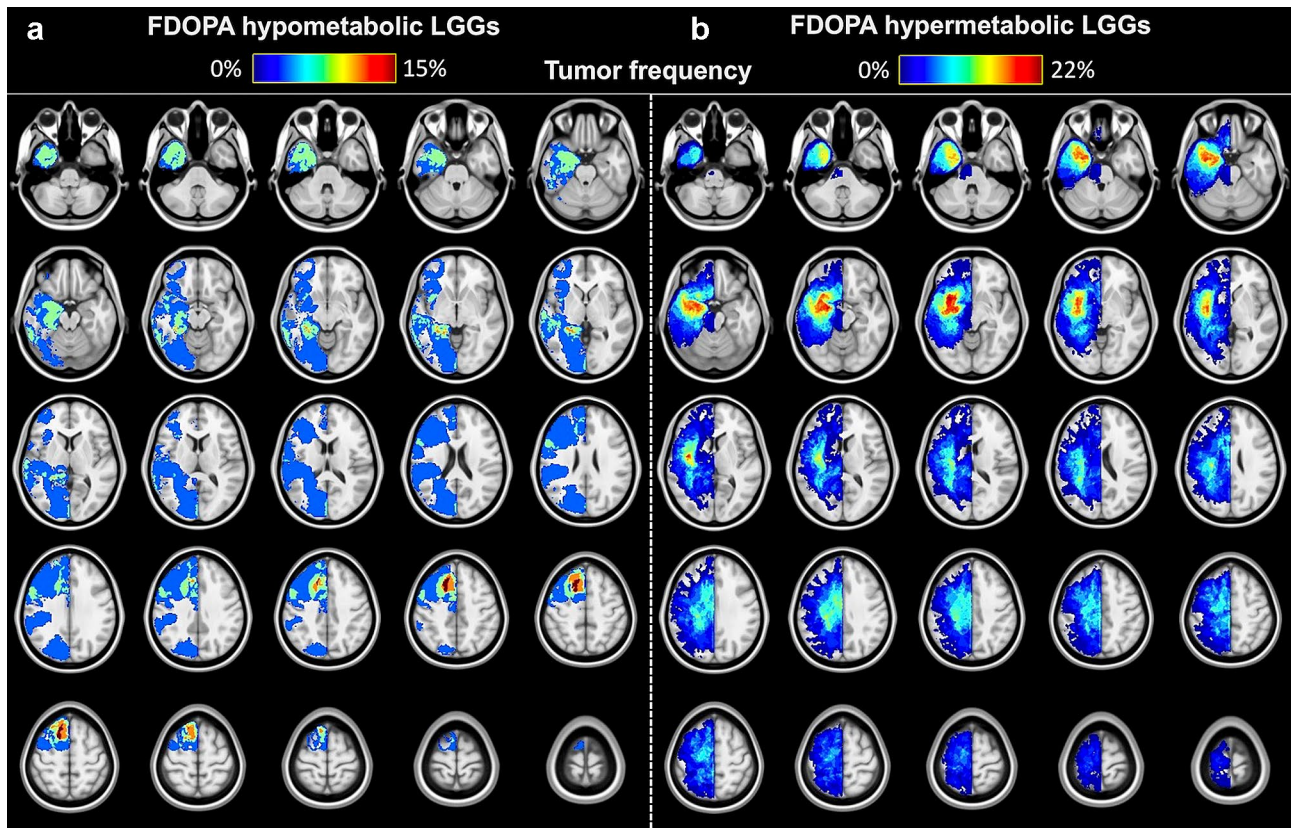 a FDOPA hypometabolic LGGs
b FDOPA hypermetabolic LGGs
0% 15% Tumor frequency 0% 22%